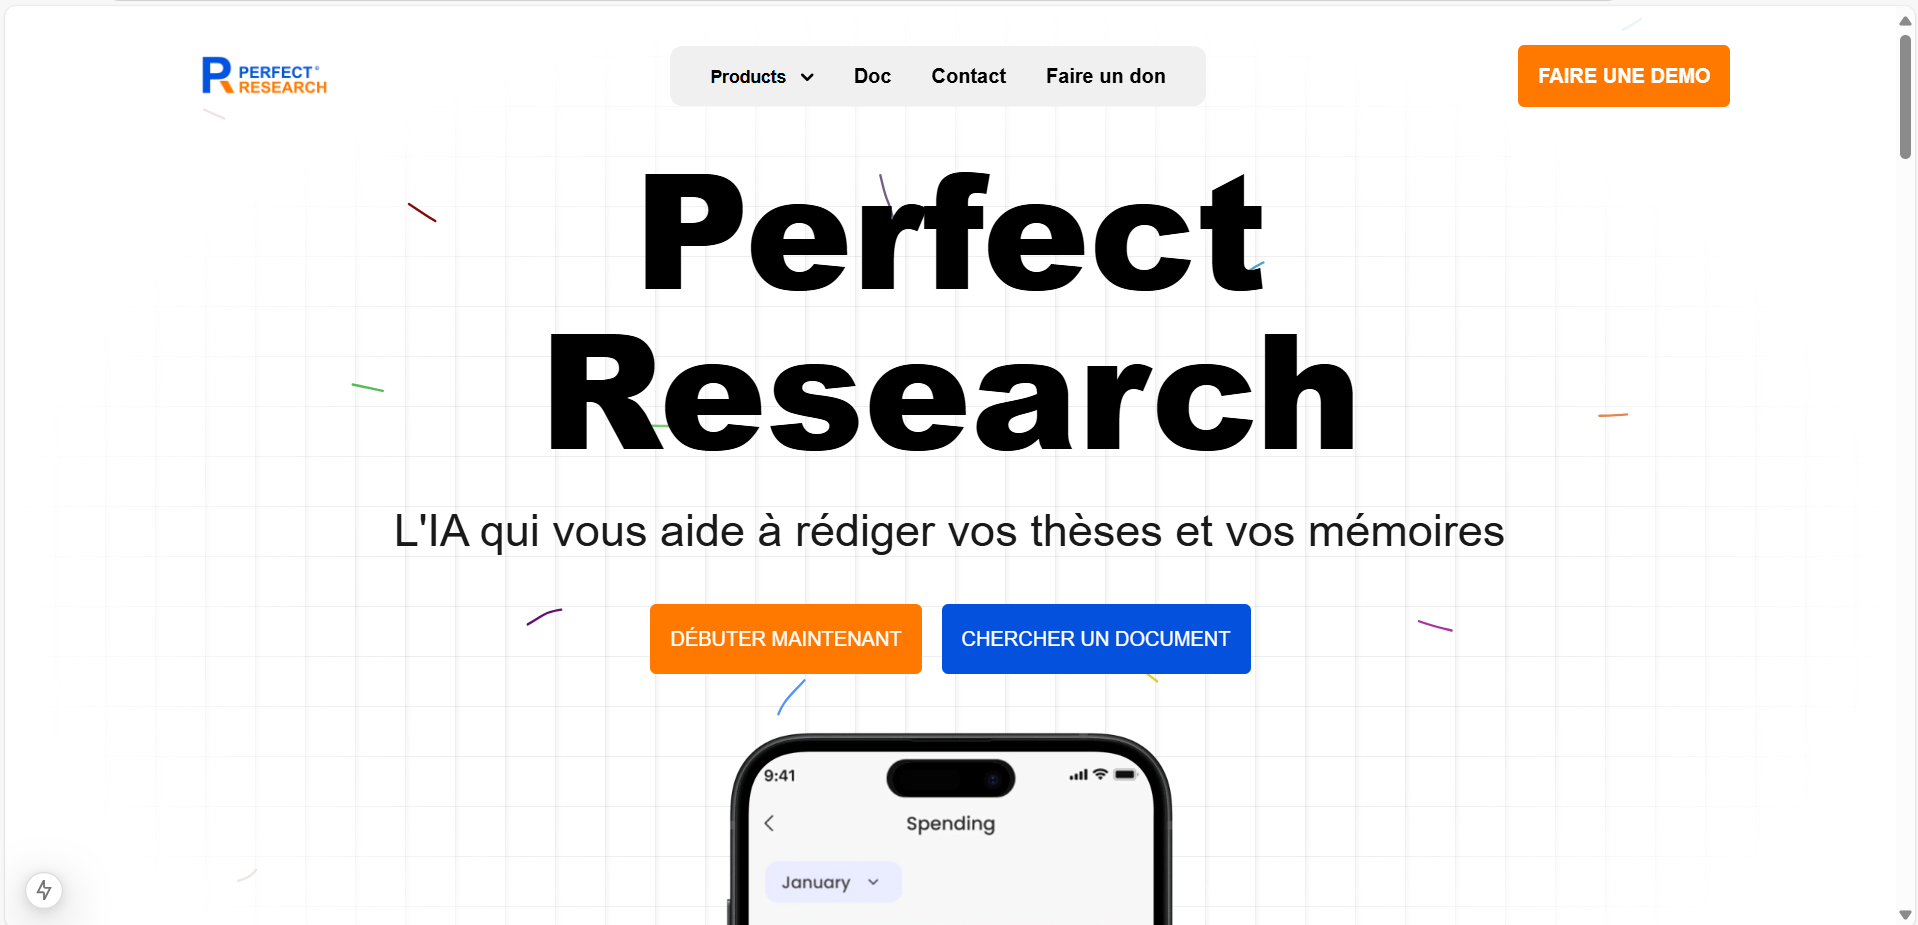 PERFECT®
RESEARCH
Products
Doc
Contact
Faire un don
FAIRE UNE DEMO
Perfect
Research
L'IA qui vous aide à rédiger vos thèses et vos mémoires
DÉBUTER MAINTENANT
CHERCHER UN DOCUMENT
9:41
Spending
January